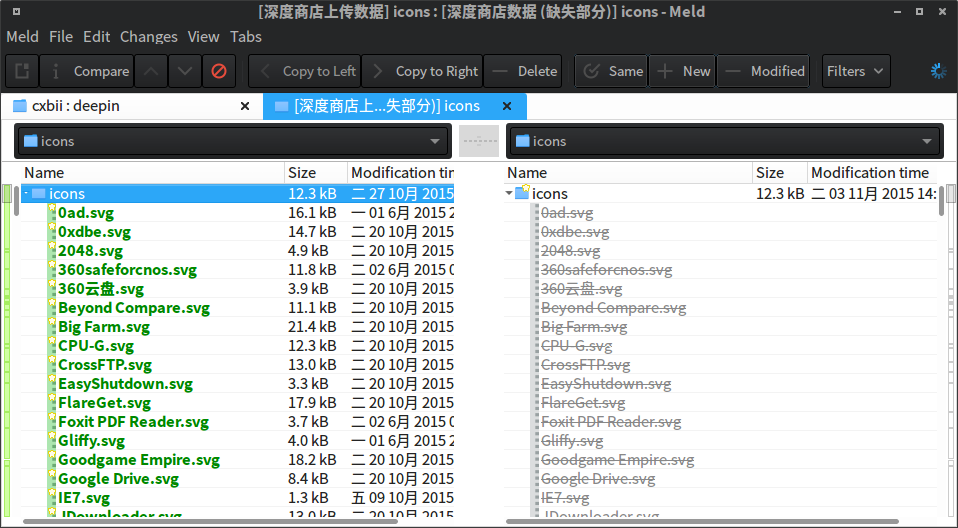 [深度商店上传数据] icons : [深度商店数据 (缺失部分)] icons - Meld
Meld File Edit Changes View Tabs
Compare Copy to Left Copy to Right Delete Same New Modified Filters
cxbii : deepin [深度商店上...失部分)] icons
icons icons
Name Size Modification tin Name Size Modification time
icons 12.3 kB 二 27 10月 2015 icons 12.3 kB 二 03 11月 2015 14:
0ad.svg 16.1 kB 一 01 6月 2015 2 0ad.svg
0xdbe.svg 14.7 kB 二 20 10月 2015 0xdbe.svg
2048.svg 4.9 kB 二 20 10月 2015 2048.svg
360safeforcnos.svg 11.8 kB 二 02 6月 2015 0 360safeforcnos.svg
360云盘.svg 3.9 kB 二 20 10月 2015 360云盘.svg
Beyond Compare.svg 11.1 kB 二 20 10月 2015 Beyond Compare.svg
Big Farm.svg 21.4 kB 二 20 10月 2015 Big Farm.svg
CPU-G.svg 12.3 kB 二 20 10月 2015 CPU-G.svg
CrossFTP.svg 13.0 kB 二 20 10月 2015 CrossFTP.svg
EasyShutdown.svg 3.3 kB 二 20 10月 2015 EasyShutdown.svg
FlareGet.svg 17.9 kB 二 20 10月 2015 FlareGet.svg
Foxit PDF Reader.svg 3.7 kB 二 02 6月 2015 0 Foxit PDF Reader.svg
Gliffy.svg 4.0 kB 一 01 6月 2015 2 Gliffy.svg
Goodgame Empire.svg 18.2 kB 二 20 10月 2015 Goodgame Empire.svg
Google Drive.svg 8.4 kB 二 20 10月 2015 Google Drive.svg
IE7.svg 1.3 kB 五 09 10月 2015 IE7.svg
JDownloader.svg 13.0 kB 二 20 10月 2015 JDownloader.svg